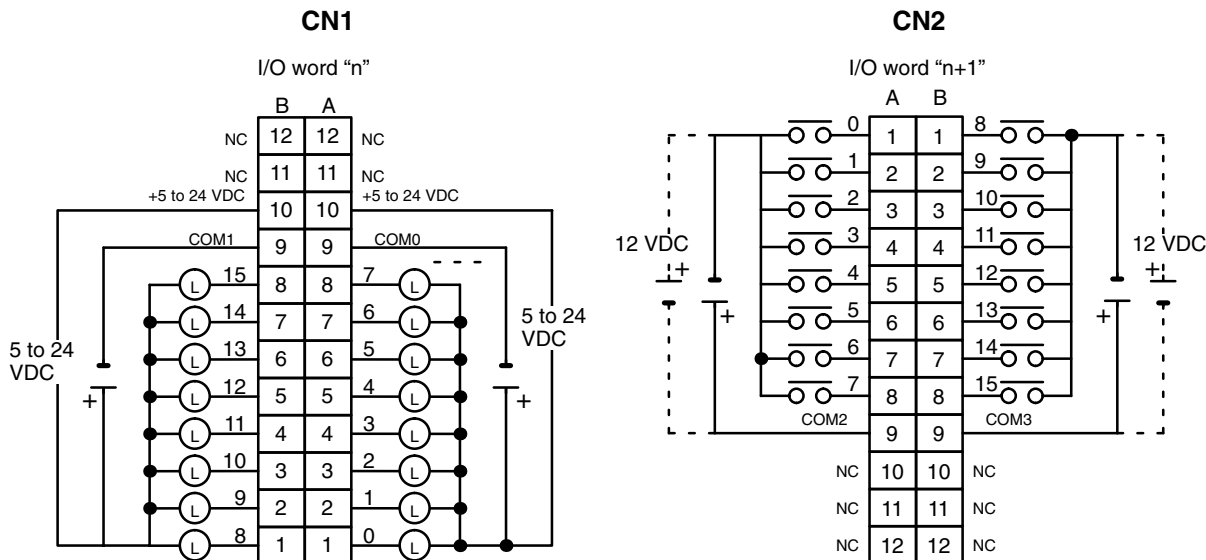 CN1
I/O word “n”
B A
NC 12 12 NC
NC 11 11 NC
+5 to 24 VDC 10 10 +5 to 24 VDC
COM1 9 9 COM0
L 15 8 8 7 L
L 14 7 7 6 L
L 13 6 6 5 L
L 12 5 5 4 L
L 11 4 4 3 L
L 10 3 3 2 L
L 9 2 2 1 L
L 8 1 1 0 L
5 to 24
VDC
+
5 to 24
VDC
+
CN2
I/O word “n+1”
A B
0 1 1 8
1 2 2 9
2 3 3 10
3 4 4 11
4 5 5 12
5 6 6 13
6 7 7 14
7 8 8 15
COM2 9 9 COM3
NC 10 10 NC
NC 11 11 NC
NC 12 12 NC
12 VDC
+
+
12 VDC
+
+